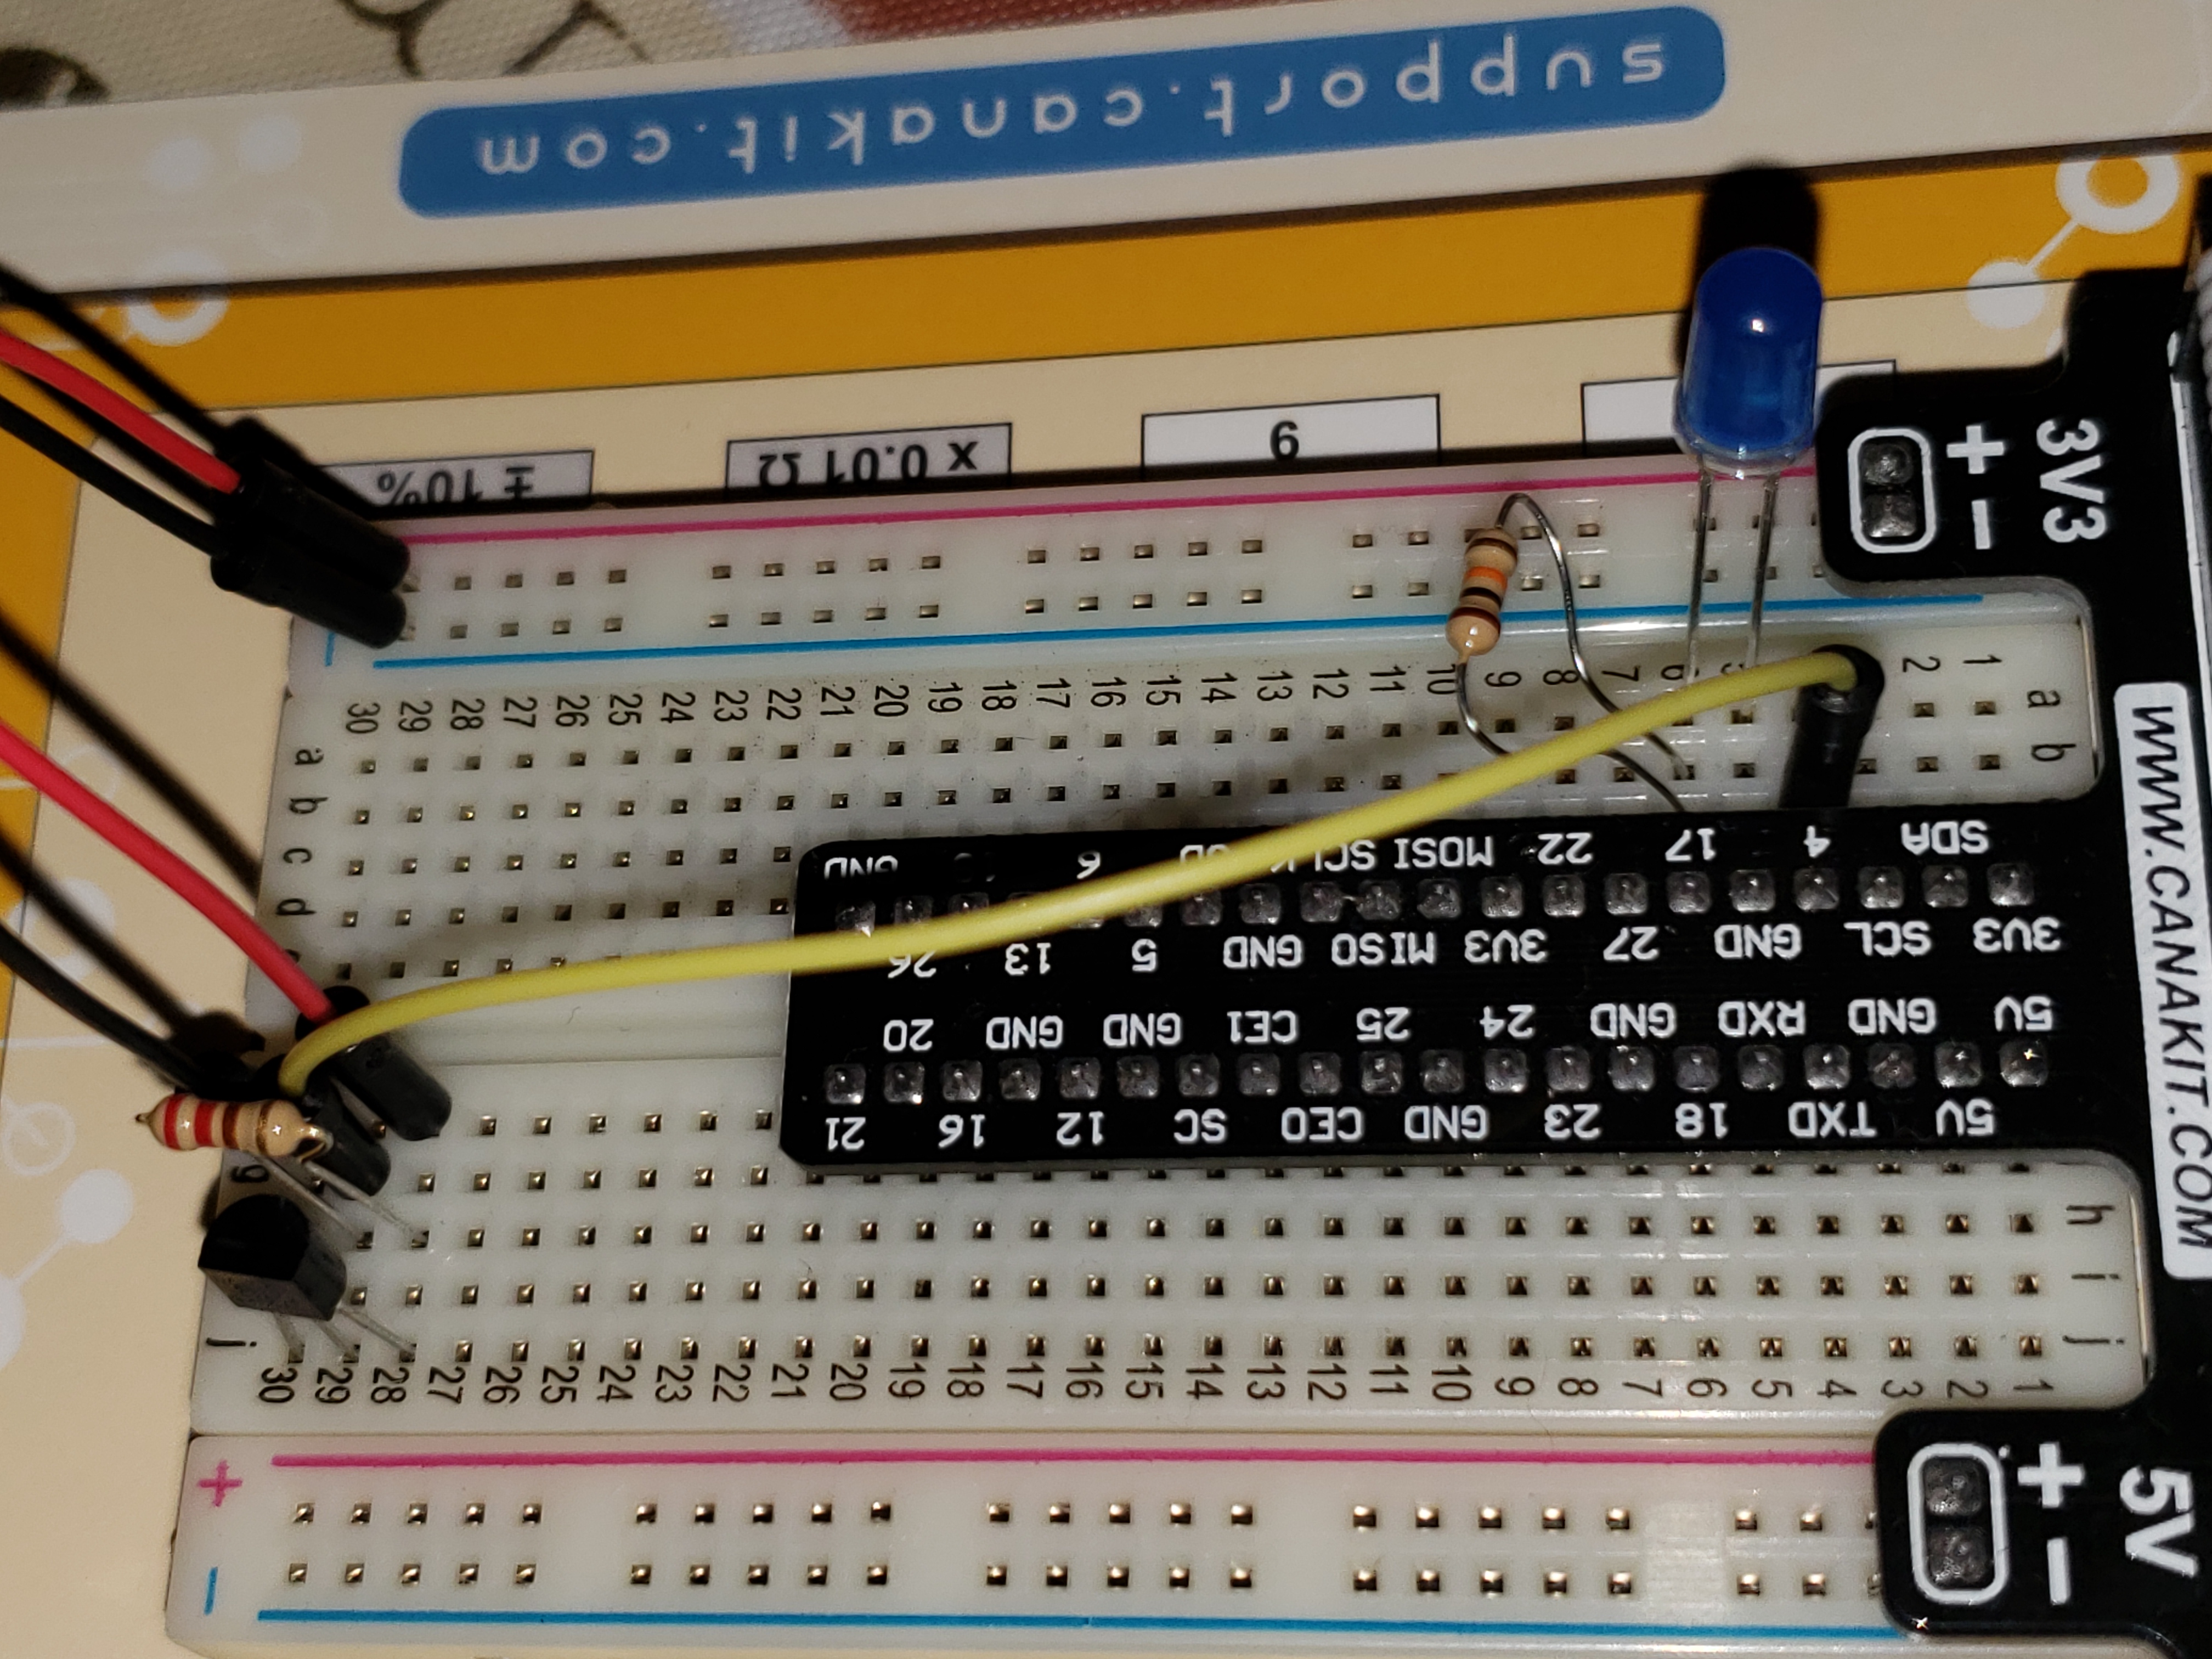 support.canakit.com
± 10%
x 0.01 Ω
9
3V3
+
−
WWW.CANAKIT.COM
30 29 28 27 26 25 24 23 22 21 20 19 18 17 16 15 14 13 12 11 10 9 8 7 6 5 2 1
a
b
c
d
a
b
GND 6 SCLK MOSI 22 17 4 SDA
26 13 5 GND MISO 3V3 27 GND SCL 3V3
20 GND GND CE1 25 24 GND RXD GND 5V
21 16 12 SC CE0 GND 23 18 TXD 5V
g
j
h
i
j
30 29 28 27 26 25 24 23 22 21 20 19 18 17 16 15 14 13 12 11 10 9 8 7 6 5 4 3 2 1
+
−
5V
+
−